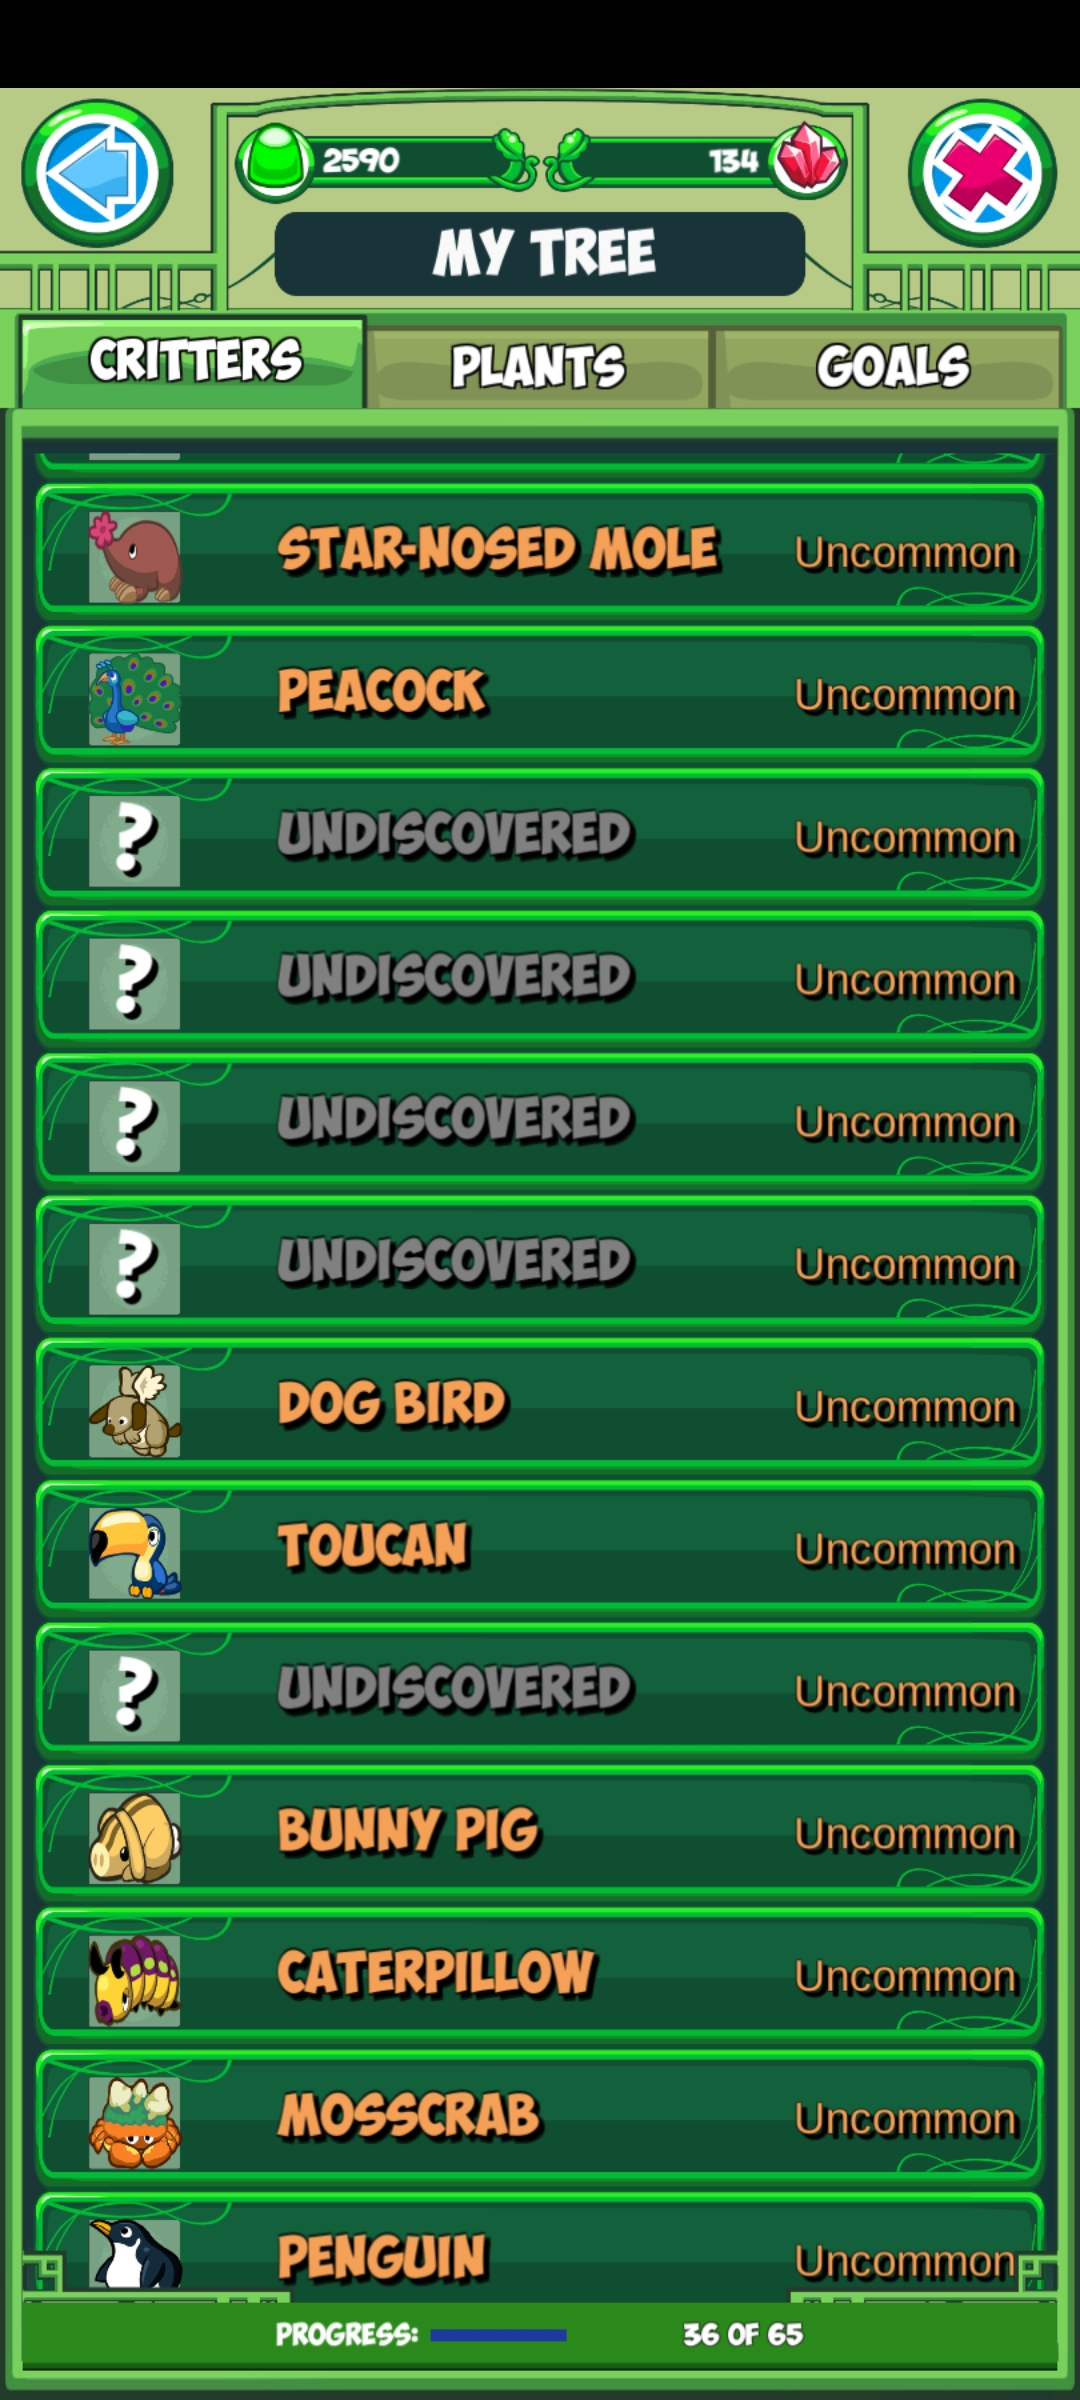 2590
134
MY TREE
CRITTERS
PLANTS
GOALS
STAR-NOSED MOLE
Uncommon
PEACOCK
Uncommon
?
UNDISCOVERED
Uncommon
?
UNDISCOVERED
Uncommon
?
UNDISCOVERED
Uncommon
?
UNDISCOVERED
Uncommon
DOG BIRD
Uncommon
TOUCAN
Uncommon
?
UNDISCOVERED
Uncommon
BUNNY PIG
Uncommon
CATERPILLOW
Uncommon
MOSSCRAB
Uncommon
PENGUIN
Uncommon
PROGRESS:
36 OF 65